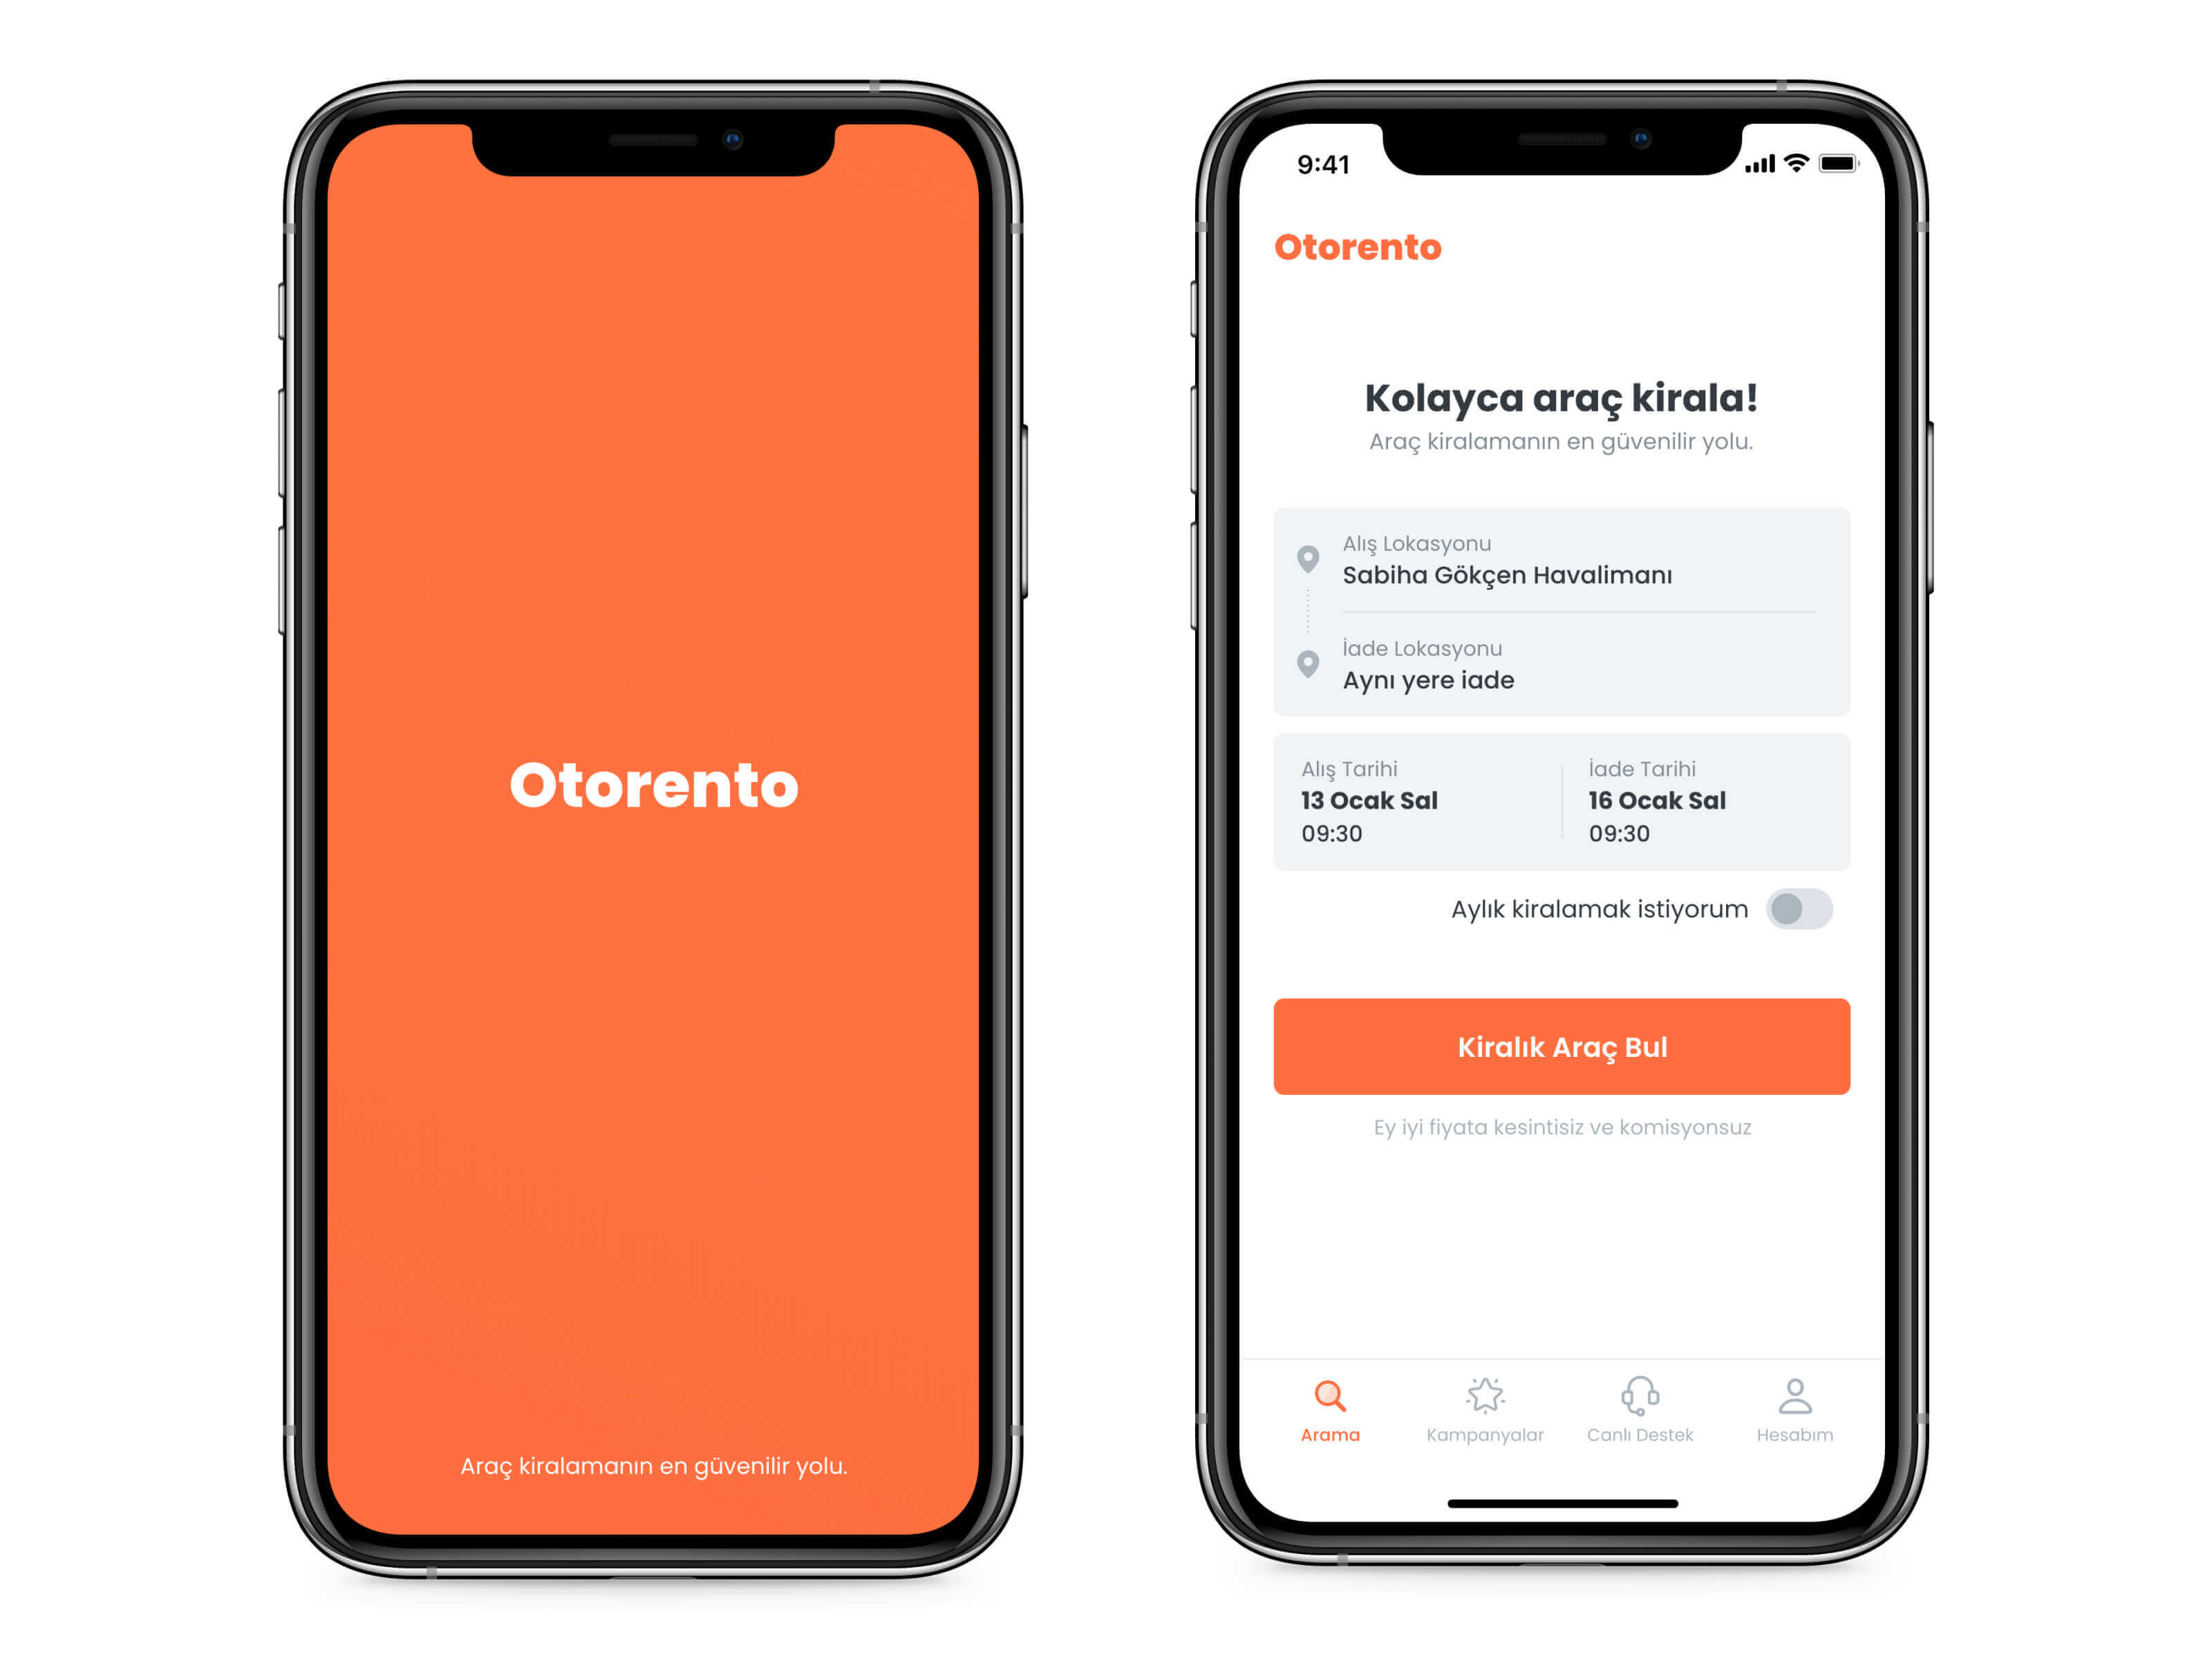 Otorento
Araç kiralamanın en güvenilir yolu.
9:41
Otorento
Kolayca araç kirala!
Araç kiralamanın en güvenilir yolu.
Alış Lokasyonu
Sabiha Gökçen Havalimanı
İade Lokasyonu
Aynı yere iade
Alış Tarihi
13 Ocak Sal
09:30
İade Tarihi
16 Ocak Sal
09:30
Aylık kiralamak istiyorum
Kiralık Araç Bul
Ey iyi fiyata kesintisiz ve komisyonsuz
Arama
Kampanyalar
Canlı Destek
Hesabım